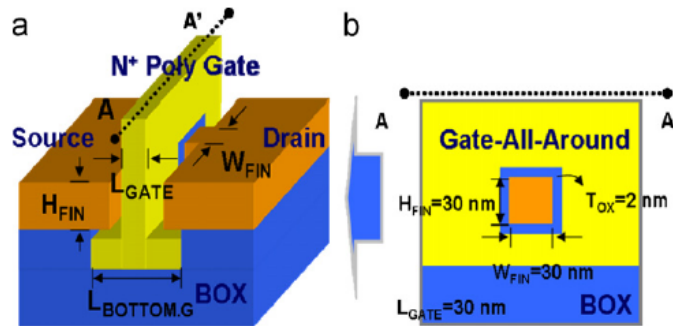 a
A'
N+ Poly Gate
A
Source
Drain
LGATE
WFIN
HFIN
LBOTTOM.G
BOX
b
A
A
Gate-All-Around
HFIN=30 nm
TOX=2 nm
WFIN=30 nm
LGATE=30 nm
BOX